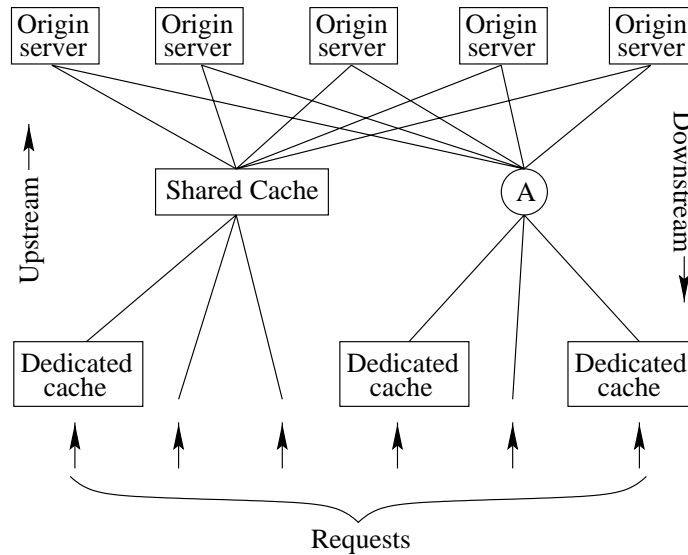 Origin
server
Origin
server
Origin
server
Origin
server
Origin
server
Upstream
Downstream
Shared Cache
A
Dedicated
cache
Dedicated
cache
Dedicated
cache
Requests